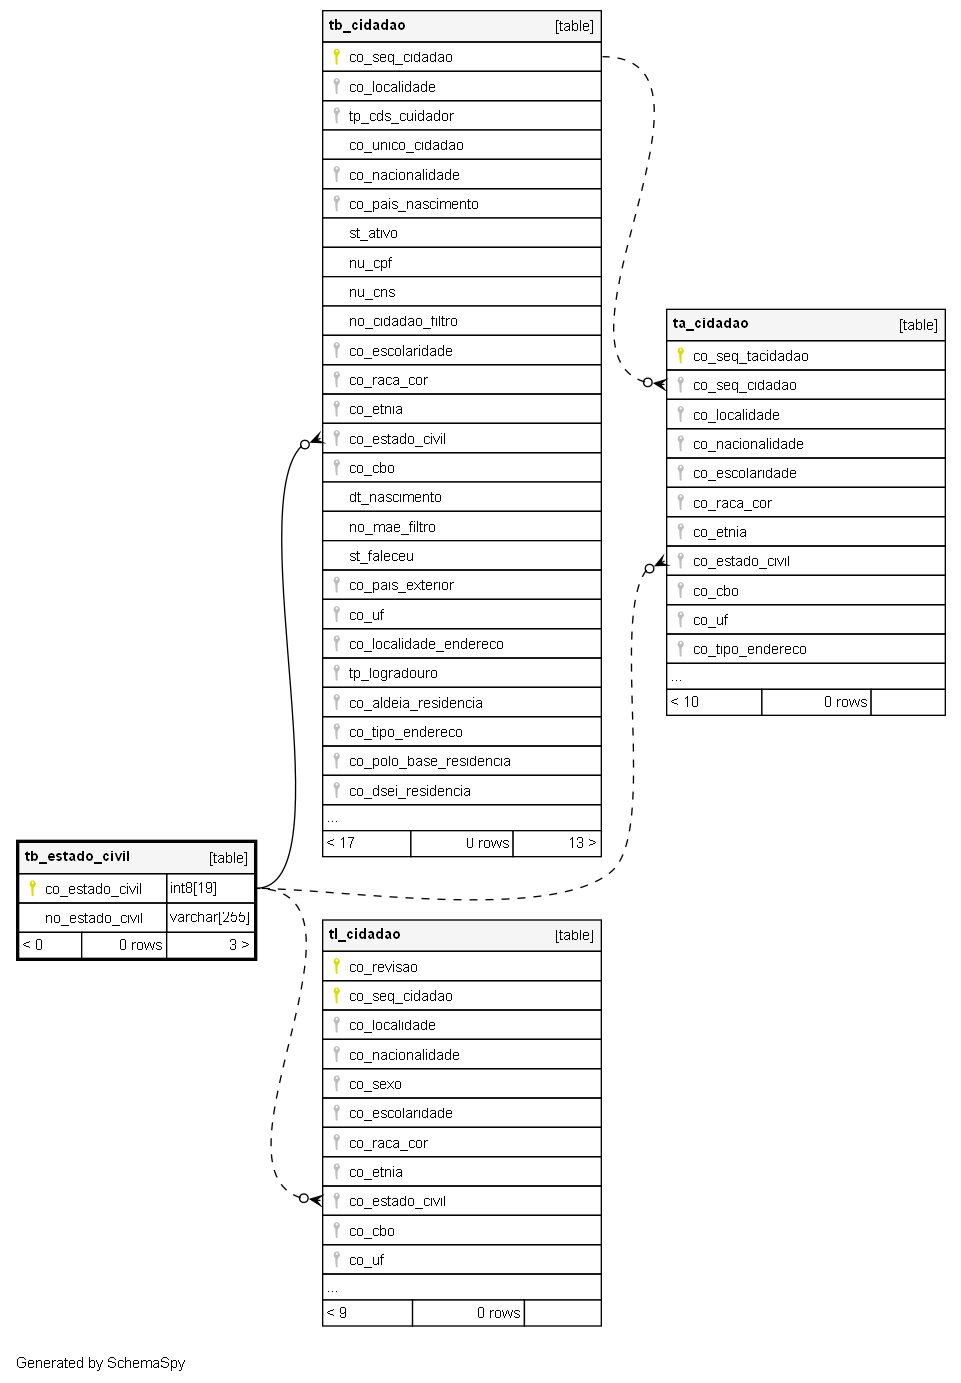 tb_cidadao [table]
co_seq_cidadao
co_localidade
tp_cds_cuidador
co_unico_cidadao
co_nacionalidade
co_pais_nascimento
st_ativo
nu_cpf
nu_cns
no_cidadao_filtro
co_escolaridade
co_raca_cor
co_etnia
co_estado_civil
co_cbo
dt_nascimento
no_mae_filtro
st_faleceu
co_pais_exterior
co_uf
co_localidade_endereco
tp_logradouro
co_aldeia_residencia
co_tipo_endereco
co_polo_base_residencia
co_dsei_residencia
...
< 17 0 rows 13 >
ta_cidadao [table]
co_seq_tacidadao
co_seq_cidadao
co_localidade
co_nacionalidade
co_escolaridade
co_raca_cor
co_etnia
co_estado_civil
co_cbo
co_uf
co_tipo_endereco
...
< 10 0 rows
tb_estado_civil [table]
co_estado_civil int8[19]
no_estado_civil varchar[255]
< 0 0 rows 3 >
tl_cidadao [table]
co_revisao
co_seq_cidadao
co_localidade
co_nacionalidade
co_sexo
co_escolaridade
co_raca_cor
co_etnia
co_estado_civil
co_cbo
co_uf
...
< 9 0 rows
Generated by SchemaSpy